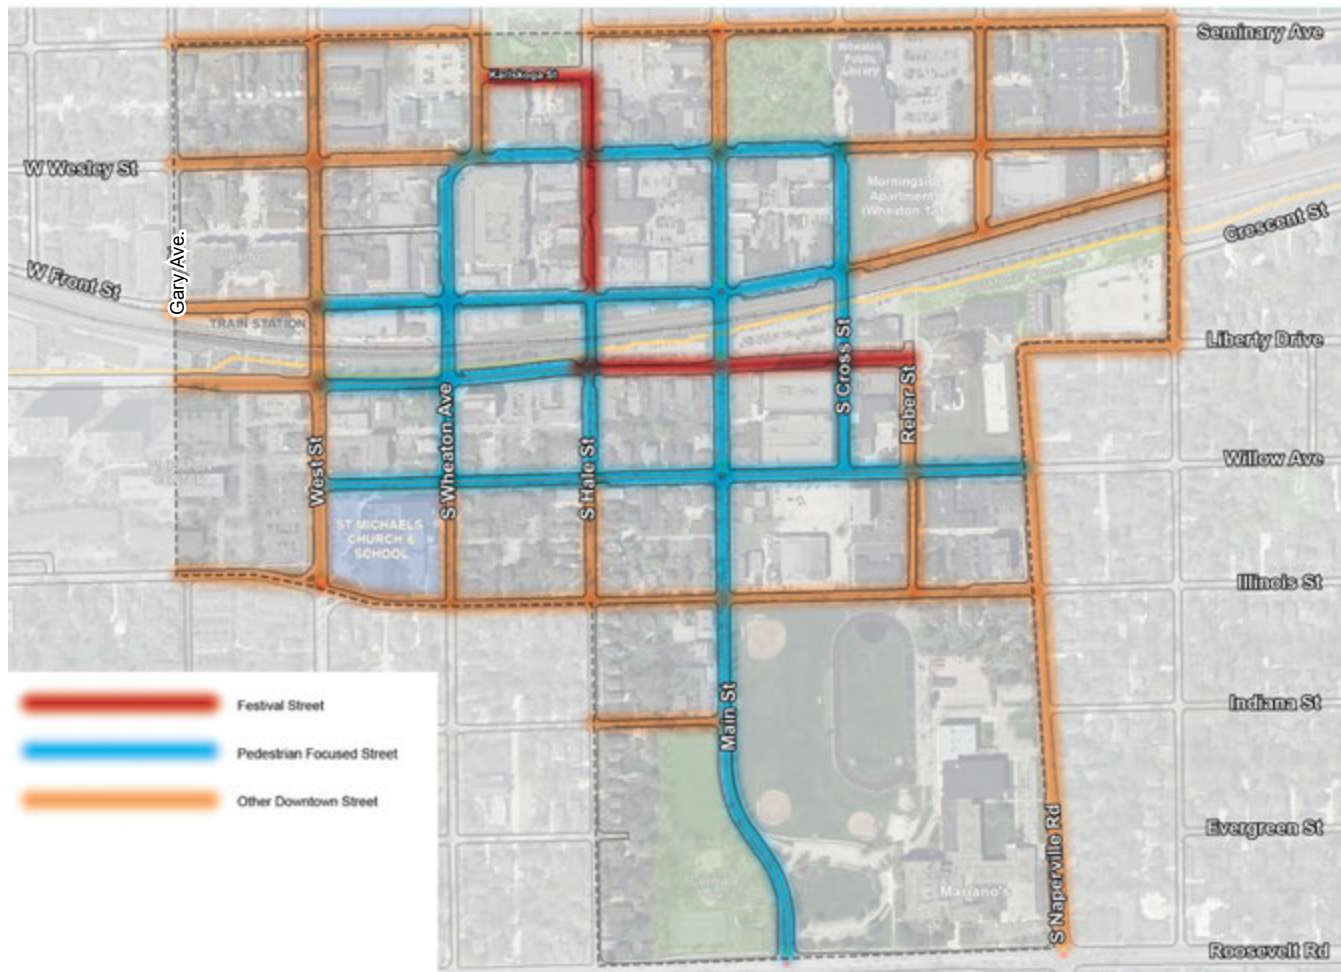 Seminary Ave
Karlskoga St
Wheaton
Public
Library
W Wesley St
Morningside
Apartments
Crescent St
Gary Ave.
W Front St
TRAIN STATION
Liberty Drive
S Cross St
Reber St
S Wheaton Ave
West St
S Hale St
Willow Ave
ST MICHAELS
CHURCH &
SCHOOL
Illinois St
Main St
Indiana St
Festival Street
Pedestrian Focused Street
Other Downtown Street
S Naperville Rd
Evergreen St
Mariano's
Roosevelt Rd